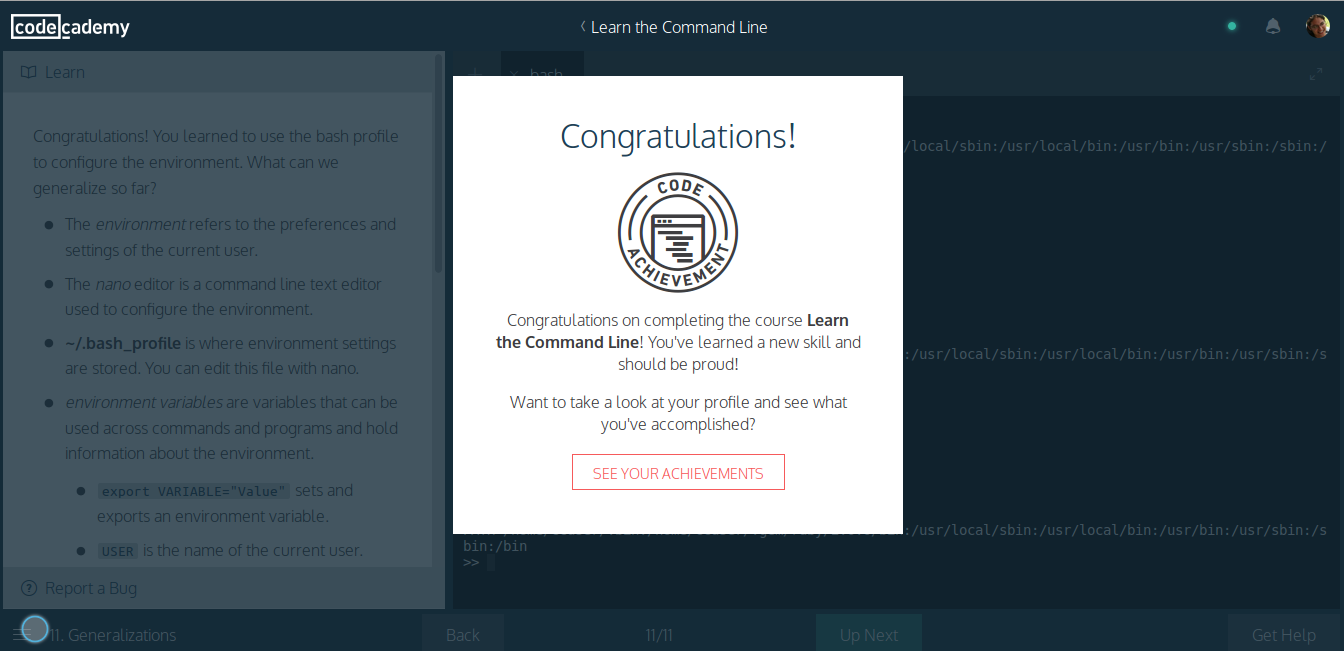 codecademy
Learn the Command Line
Learn
bash
Congratulations! You learned to use the bash profile
to configure the environment. What can we
generalize so far?
The environment refers to the preferences and
settings of the current user.
The nano editor is a command line text editor
used to configure the environment.
~/.bash_profile is where environment settings
are stored. You can edit this file with nano.
environment variables are variables that can be
used across commands and programs and hold
information about the environment.
export VARIABLE="Value" sets and
exports an environment variable.
USER is the name of the current user.
Report a Bug
Congratulations!
CODE
ACHIEVEMENT
Congratulations on completing the course Learn
the Command Line! You've learned a new skill and
should be proud!
Want to take a look at your profile and see what
you've accomplished?
SEE YOUR ACHIEVEMENTS
/local/sbin:/usr/local/bin:/usr/bin:/usr/sbin:/sbin:/
:/usr/local/sbin:/usr/local/bin:/usr/bin:/usr/sbin:/s
:/usr/local/sbin:/usr/local/bin:/usr/bin:/usr/sbin:/s
bin:/bin
>>
11. Generalizations
Back
11/11
Up Next
Get Help